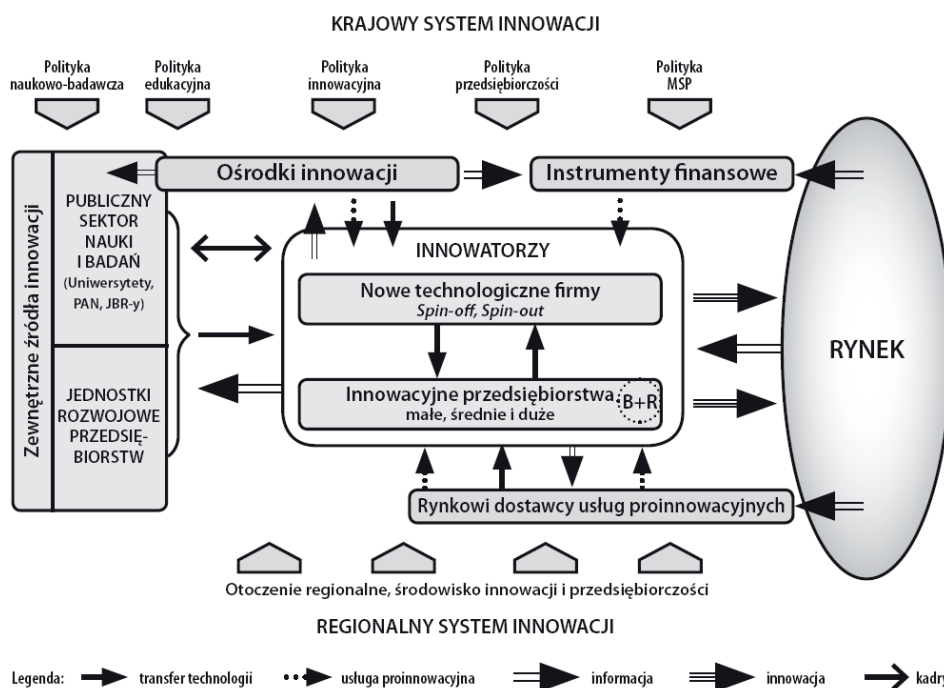 KRAJOWY SYSTEM INNOWACJI
Polityka
naukowo-badawcza
Polityka
edukacyjna
Polityka
innowacyjna
Polityka
przedsiębiorczości
Polityka
MSP
Zewnętrzne źródła innowacji
PUBLICZNY
SEKTOR
NAUKI
I BADAŃ
(Uniwersytety,
PAN, JBR-y)
JEDNOSTKI
ROZWOJOWE
PRZEDSIĘ-
BIORSTW
Ośrodki innowacji
Instrumenty finansowe
INNOWATORZY
Nowe technologiczne firmy
Spin-off, Spin-out
Innowacyjne przedsiębiorstwa
małe, średnie i duże
B+R
RYNEK
Rynkowi dostawcy usług proinnowacyjnych
Otoczenie regionalne, środowisko innowacji i przedsiębiorczości
REGIONALNY SYSTEM INNOWACJI
Legenda: transfer technologii usługa proinnowacyjna informacja innowacja kadry